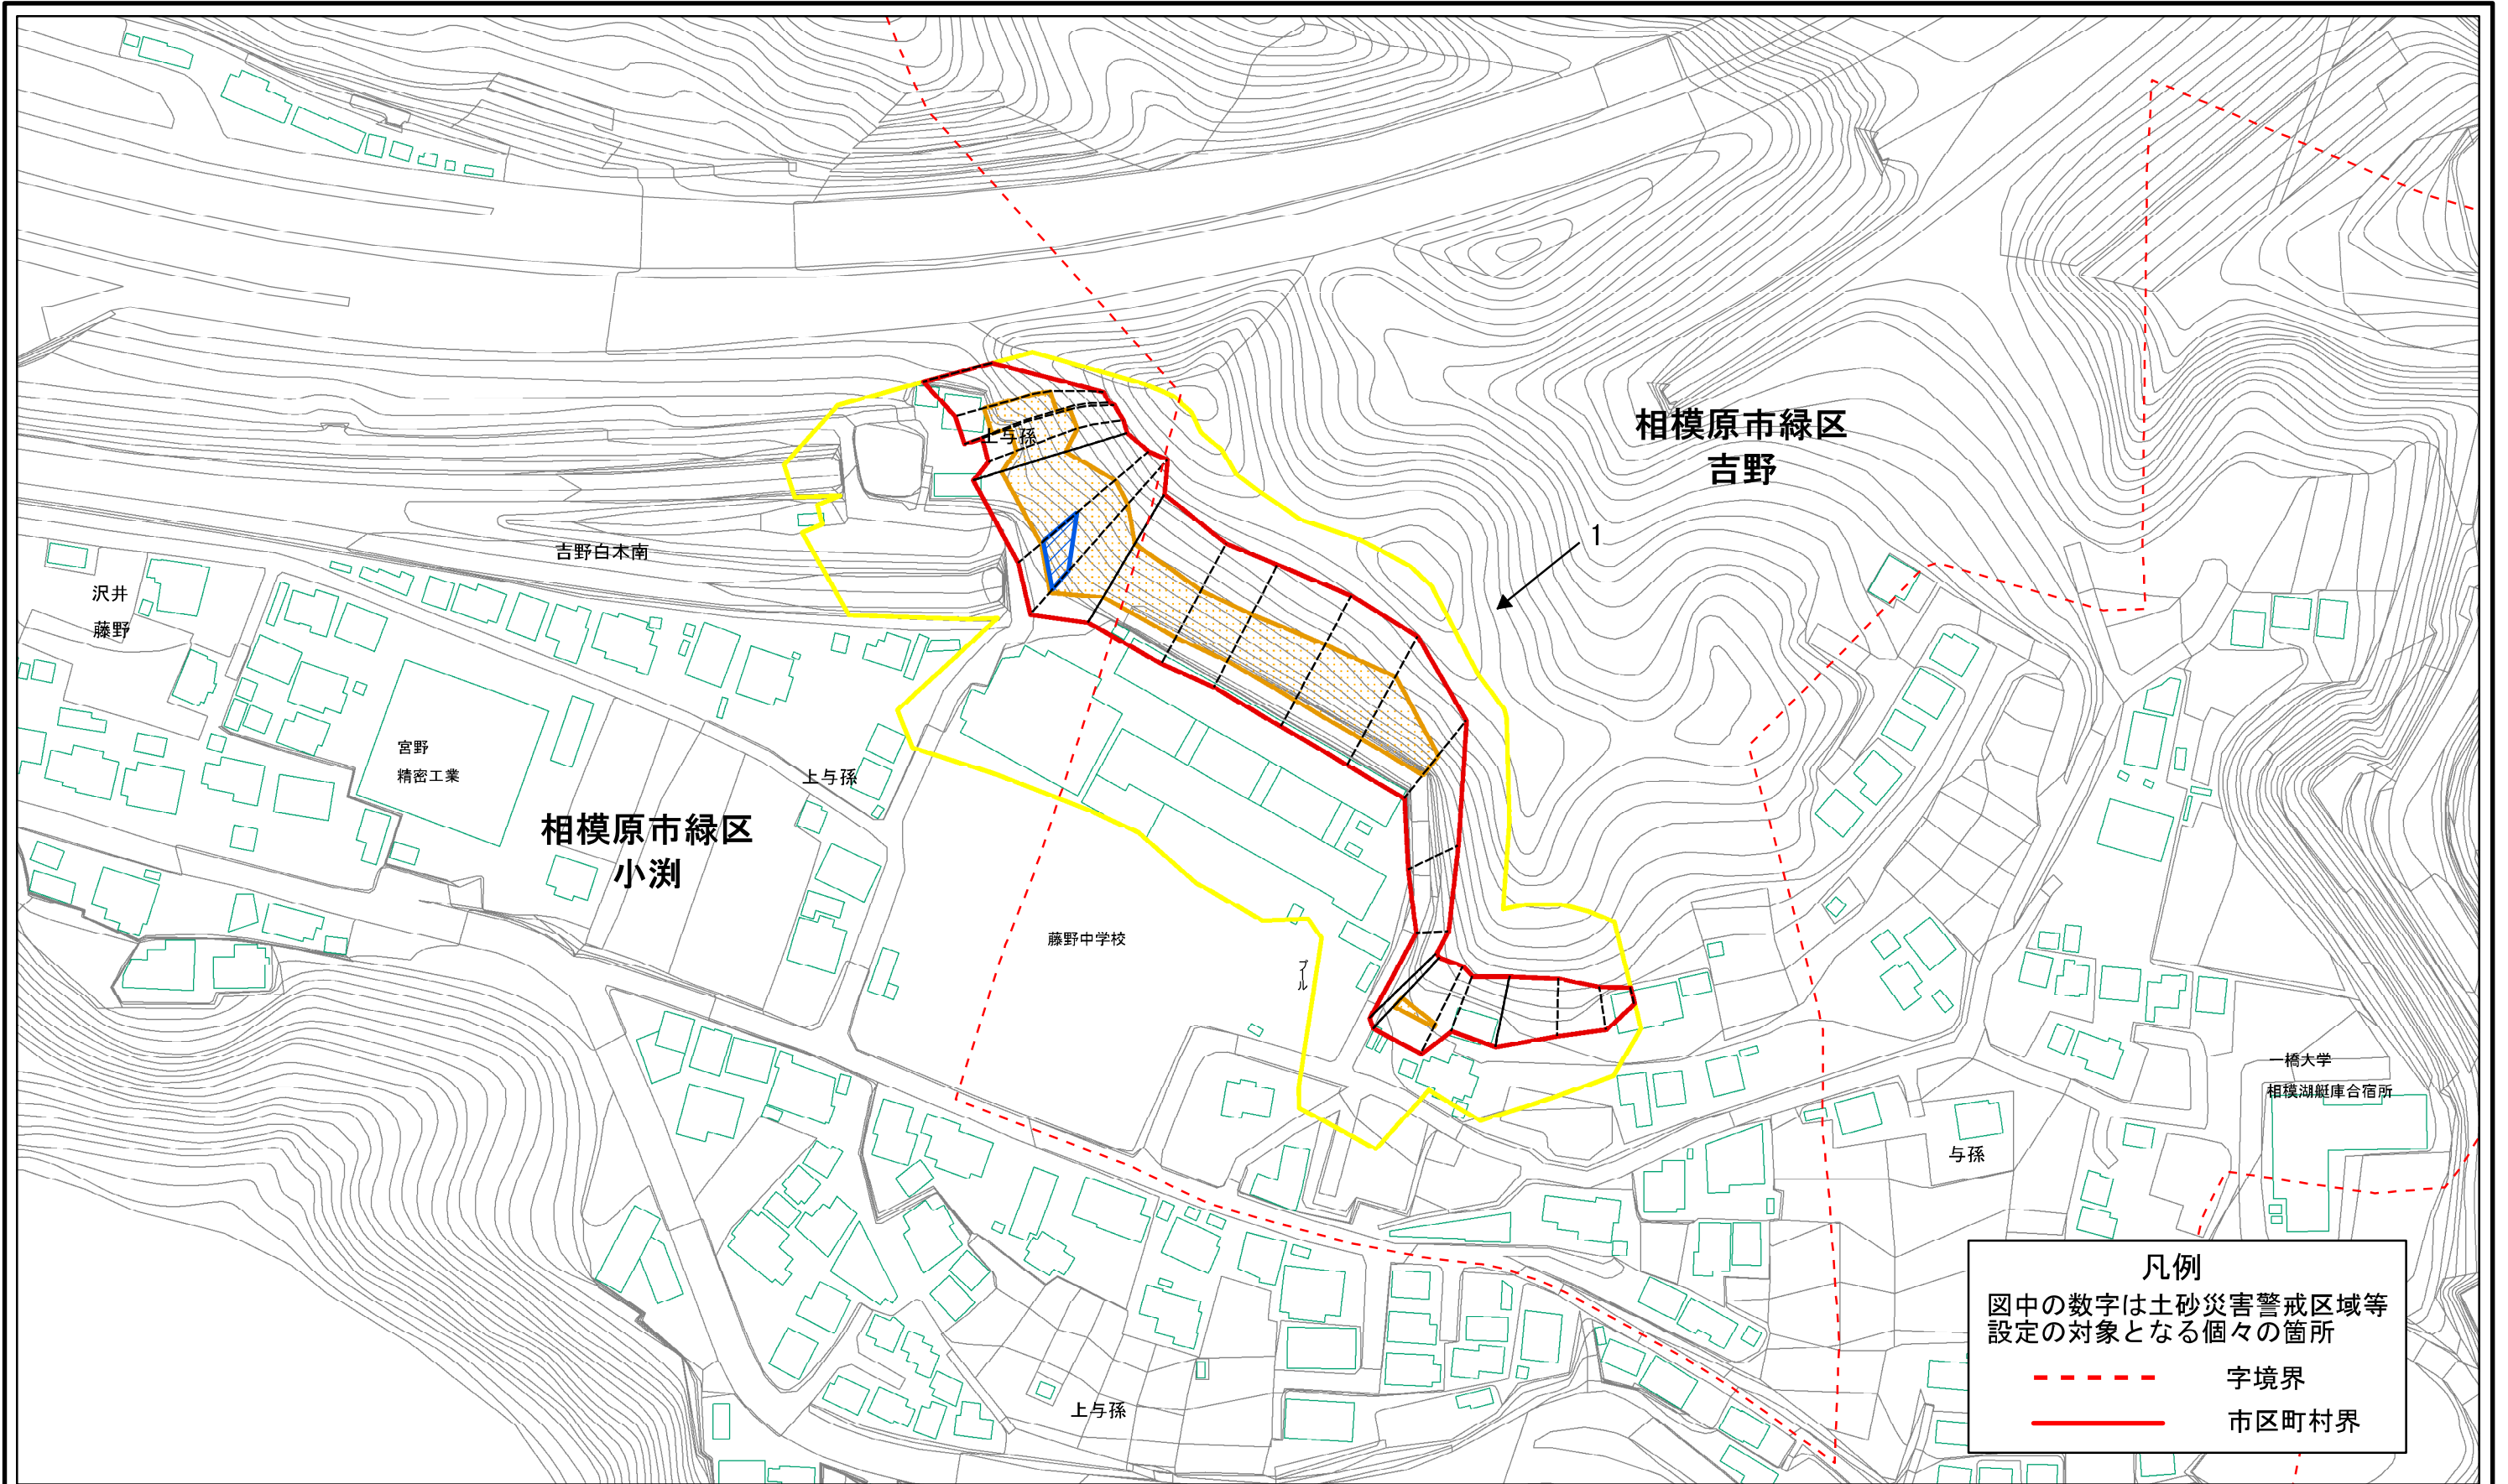 上与孫
相模原市緑区
吉野
1
吉野白木南
沢井
藤野
宮野
精密工業
上与孫
相模原市緑区
小渕
藤野中学校
プール
一橋大学
相模湖艇庫合宿所
与孫
上与孫
凡例
図中の数字は土砂災害警戒区域等
設定の対象となる個々の箇所
字境界
市区町村界